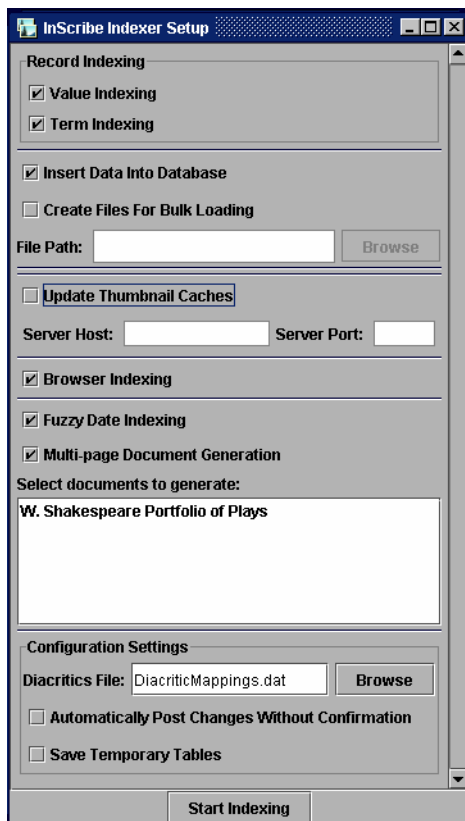 InScribe Indexer Setup
Record Indexing
Value Indexing
Term Indexing
Insert Data Into Database
Create Files For Bulk Loading
File Path: Browse
Update Thumbnail Caches
Server Host: Server Port:
Browser Indexing
Fuzzy Date Indexing
Multi-page Document Generation
Select documents to generate:
W. Shakespeare Portfolio of Plays
Configuration Settings
Diacritics File: DiacriticMappings.dat Browse
Automatically Post Changes Without Confirmation
Save Temporary Tables
Start Indexing